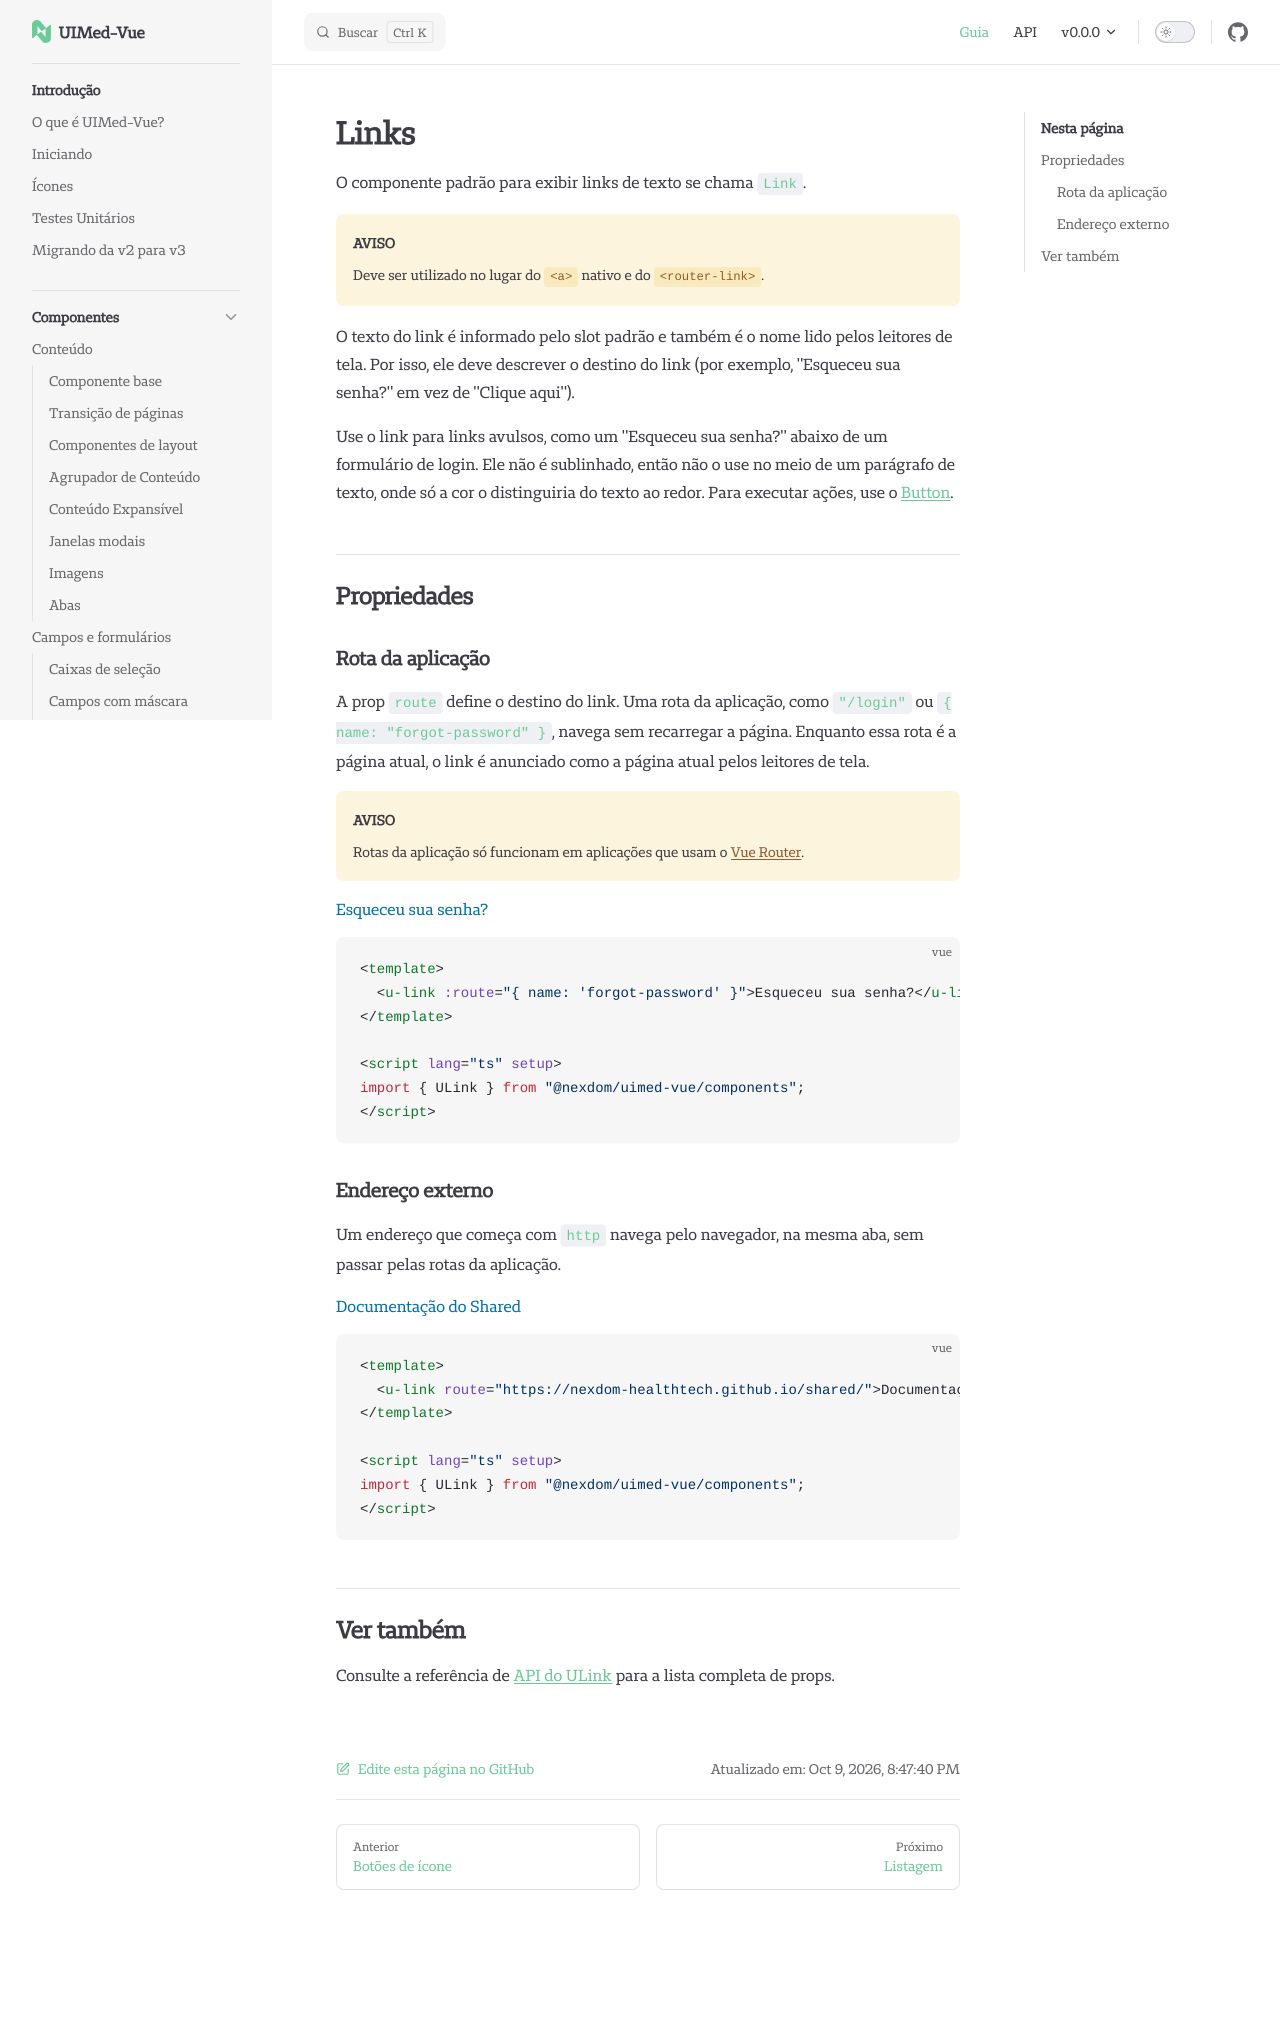 UIMed-Vue
Buscar Ctrl K
Guia API v0.0.0
Introdução
O que é UIMed-Vue?
Iniciando
Ícones
Testes Unitários
Migrando da v2 para v3
Componentes
Conteúdo
Componente base
Transição de páginas
Componentes de layout
Agrupador de Conteúdo
Conteúdo Expansível
Janelas modais
Imagens
Abas
Campos e formulários
Caixas de seleção
Campos com máscara
Links
O componente padrão para exibir links de texto se chama Link.
AVISO
Deve ser utilizado no lugar do <a> nativo e do <router-link>.
O texto do link é informado pelo slot padrão e também é o nome lido pelos leitores de
tela. Por isso, ele deve descrever o destino do link (por exemplo, "Esqueceu sua
senha?" em vez de "Clique aqui").
Use o link para links avulsos, como um "Esqueceu sua senha?" abaixo de um
formulário de login. Ele não é sublinhado, então não o use no meio de um parágrafo de
texto, onde só a cor o distinguiria do texto ao redor. Para executar ações, use o Button.
Propriedades
Rota da aplicação
A prop route define o destino do link. Uma rota da aplicação, como "/login" ou {
name: "forgot-password" }, navega sem recarregar a página. Enquanto essa rota é a
página atual, o link é anunciado como a página atual pelos leitores de tela.
AVISO
Rotas da aplicação só funcionam em aplicações que usam o Vue Router.
Esqueceu sua senha?
vue
<template>
<u-link :route="{ name: 'forgot-password' }">Esqueceu sua senha?</u-li
</template>
<script lang="ts" setup>
import { ULink } from "@nexdom/uimed-vue/components";
</script>
Endereço externo
Um endereço que começa com http navega pelo navegador, na mesma aba, sem
passar pelas rotas da aplicação.
Documentação do Shared
vue
<template>
<u-link route="https://nexdom-healthtech.github.io/shared/">Documentaç
</template>
<script lang="ts" setup>
import { ULink } from "@nexdom/uimed-vue/components";
</script>
Ver também
Consulte a referência de API do ULink para a lista completa de props.
Edite esta página no GitHub
Atualizado em: Oct 9, 2026, 8:47:40 PM
Anterior
Botões de ícone
Próximo
Listagem
Nesta página
Propriedades
Rota da aplicação
Endereço externo
Ver também